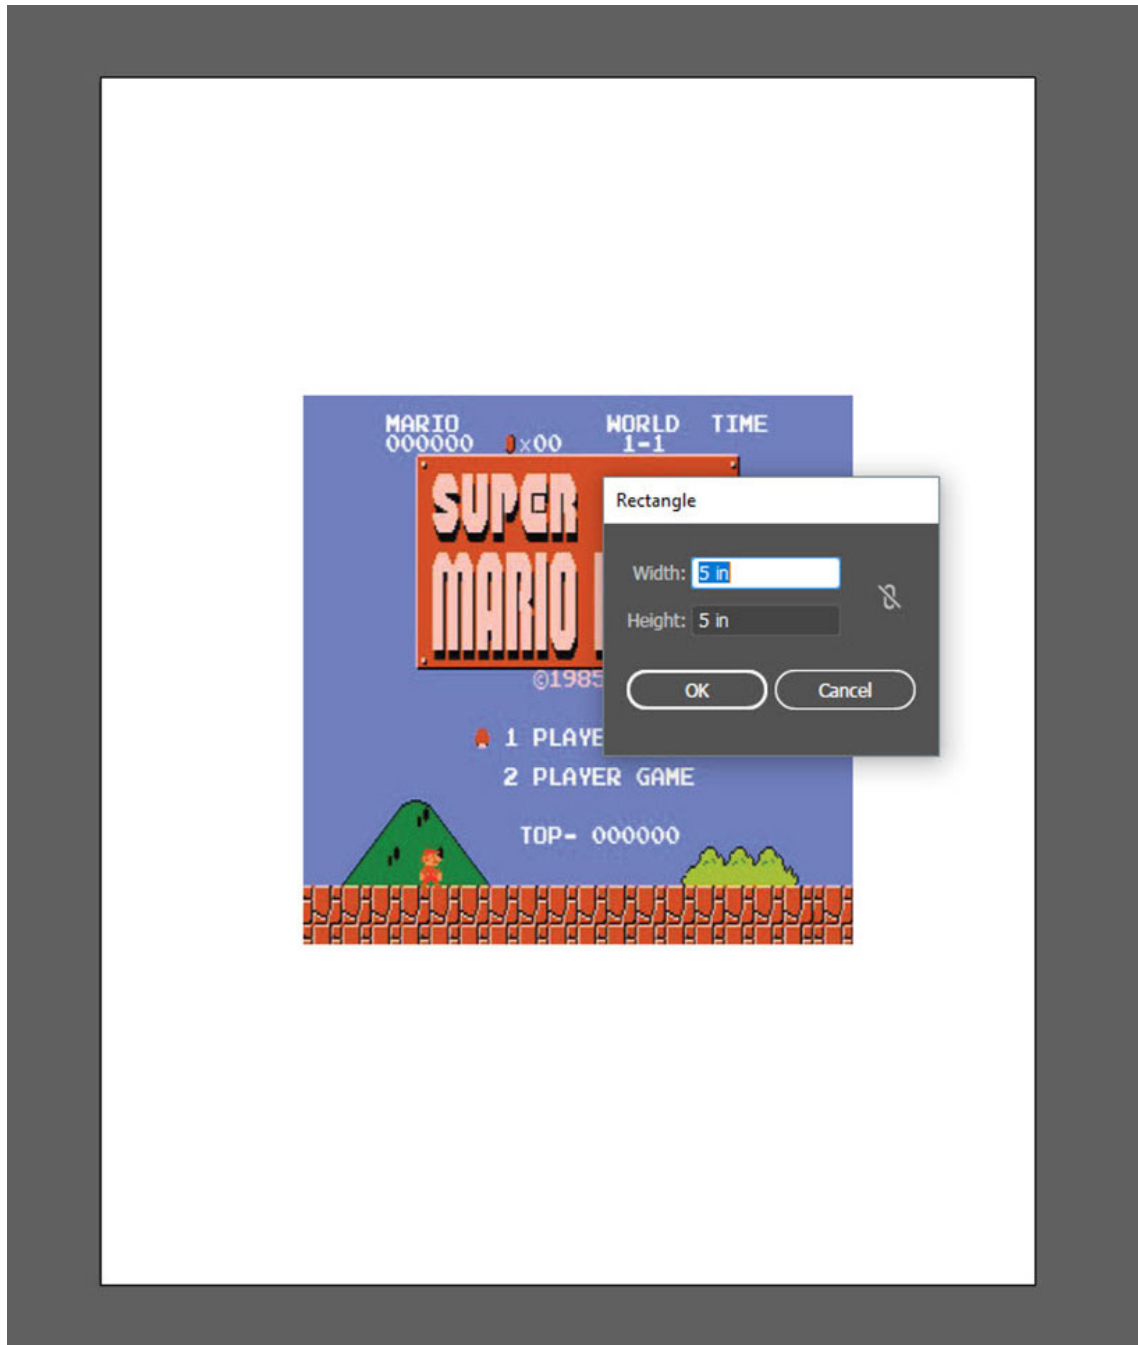 MARIO WORLD TIME
000000 ×00 1-1
SUPER
MARIO
©1985
1 PLAYE
2 PLAYER GAME
TOP- 000000
Rectangle
Width: 5 in
Height: 5 in
OK Cancel